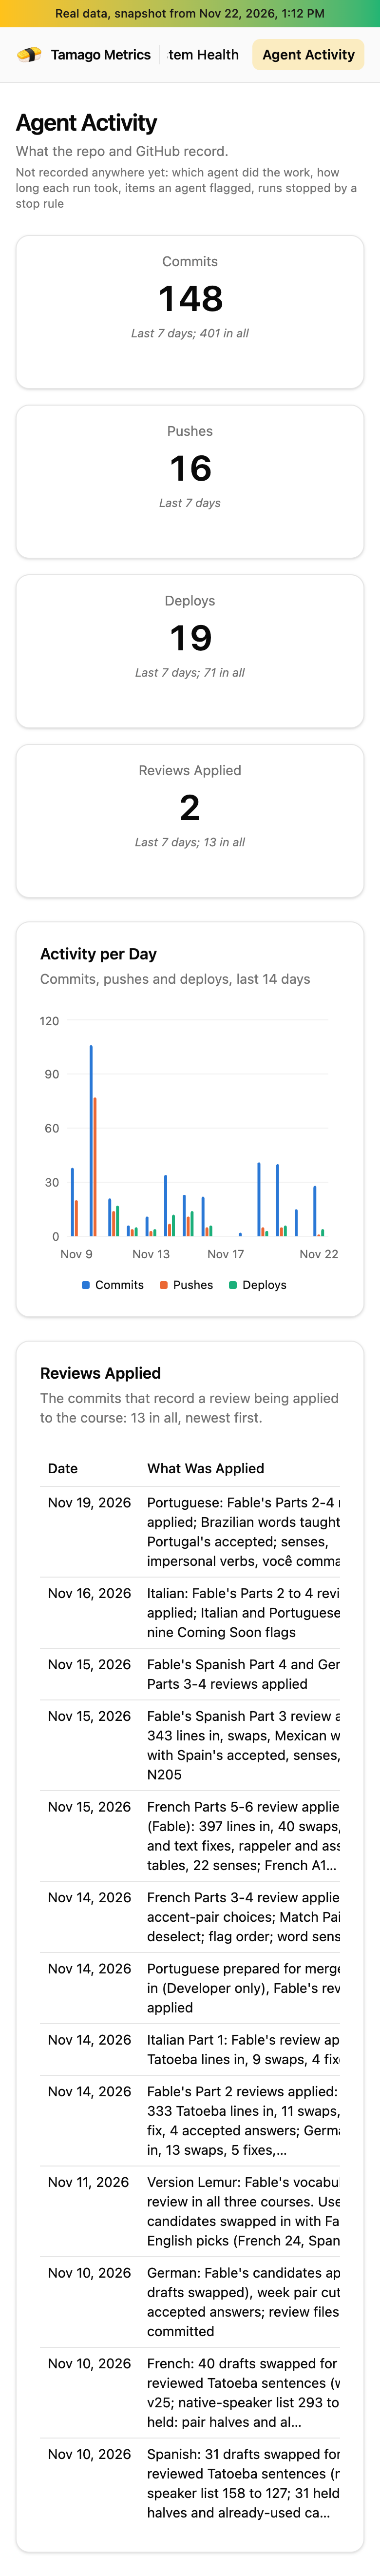 Real data, snapshot from Nov 22, 2026, 1:12 PM
Tamago Metrics
tem Health
Agent Activity
Agent Activity
What the repo and GitHub record.
Not recorded anywhere yet: which agent did the work, how
long each run took, items an agent flagged, runs stopped by a
stop rule
Commits
148
Last 7 days; 401 in all
Pushes
16
Last 7 days
Deploys
19
Last 7 days; 71 in all
Reviews Applied
2
Last 7 days; 13 in all
Activity per Day
Commits, pushes and deploys, last 14 days
120
90
60
30
0
Nov 9 Nov 13 Nov 17 Nov 22
Commits Pushes Deploys
Reviews Applied
The commits that record a review being applied
to the course: 13 in all, newest first.
Date What Was Applied
Nov 19, 2026 Portuguese: Fable's Parts 2-4
applied; Brazilian words taught
Portugal's accepted; senses,
impersonal verbs, você comma
Nov 16, 2026 Italian: Fable's Parts 2 to 4 revi
applied; Italian and Portuguese
nine Coming Soon flags
Nov 15, 2026 Fable's Spanish Part 4 and Ger
Parts 3-4 reviews applied
Nov 15, 2026 Fable's Spanish Part 3 review a
343 lines in, swaps, Mexican w
with Spain's accepted, senses,
N205
Nov 15, 2026 French Parts 5-6 review applie
(Fable): 397 lines in, 40 swaps,
and text fixes, rappeler and ass
tables, 22 senses; French A1...
Nov 14, 2026 French Parts 3-4 review applie
accent-pair choices; Match Pai
deselect; flag order; word sens
Nov 14, 2026 Portuguese prepared for merge
in (Developer only), Fable's rev
applied
Nov 14, 2026 Italian Part 1: Fable's review ap
Tatoeba lines in, 9 swaps, 4 fix
Nov 14, 2026 Fable's Part 2 reviews applied:
333 Tatoeba lines in, 11 swaps,
fix, 4 accepted answers; Germa
in, 13 swaps, 5 fixes,...
Nov 11, 2026 Version Lemur: Fable's vocabul
review in all three courses. Use
candidates swapped in with Fa
English picks (French 24, Span
Nov 10, 2026 German: Fable's candidates ap
drafts swapped), week pair cut
accepted answers; review files
committed
Nov 10, 2026 French: 40 drafts swapped for
reviewed Tatoeba sentences (w
v25; native-speaker list 293 to
held: pair halves and al...
Nov 10, 2026 Spanish: 31 drafts swapped for
reviewed Tatoeba sentences (n
speaker list 158 to 127; 31 held
halves and already-used ca...